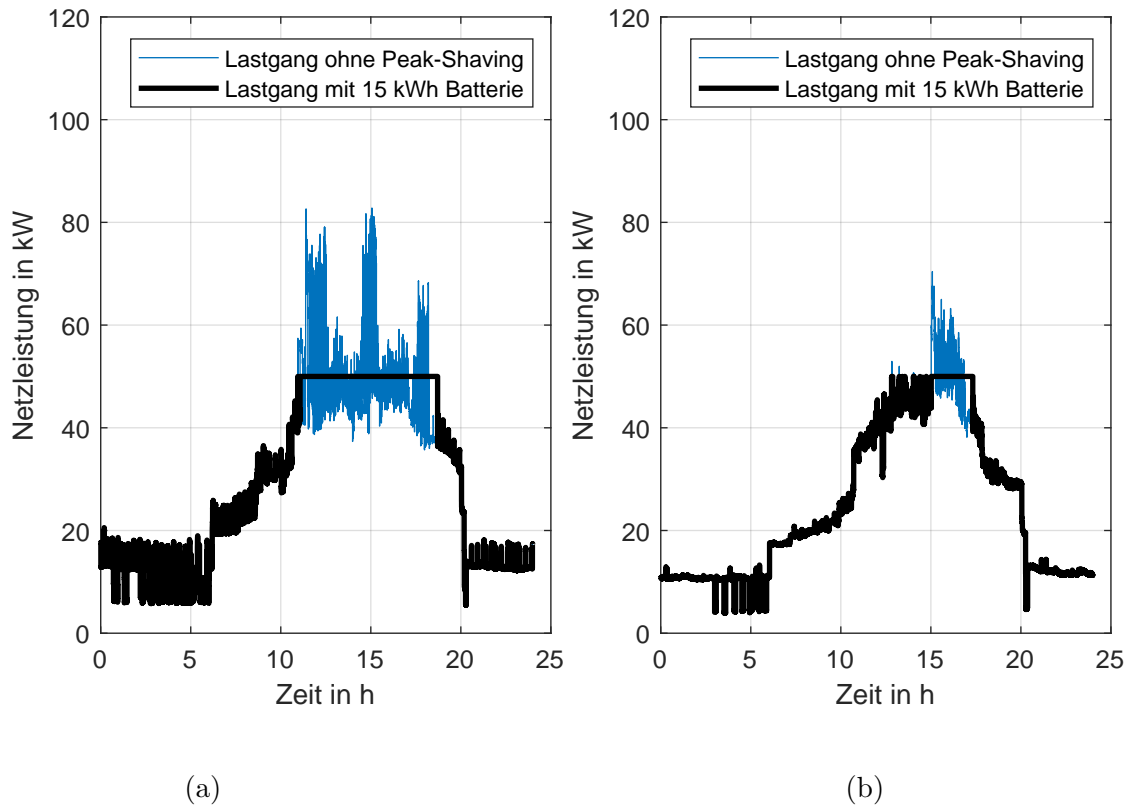 120
100
80
60
40
20
0
Netzleistung in kW
Lastgang ohne Peak-Shaving
Lastgang mit 15 kWh Batterie
0 5 10 15 20 25
Zeit in h
(a)
120
100
80
60
40
20
0
Netzleistung in kW
Lastgang ohne Peak-Shaving
Lastgang mit 15 kWh Batterie
0 5 10 15 20 25
Zeit in h
(b)